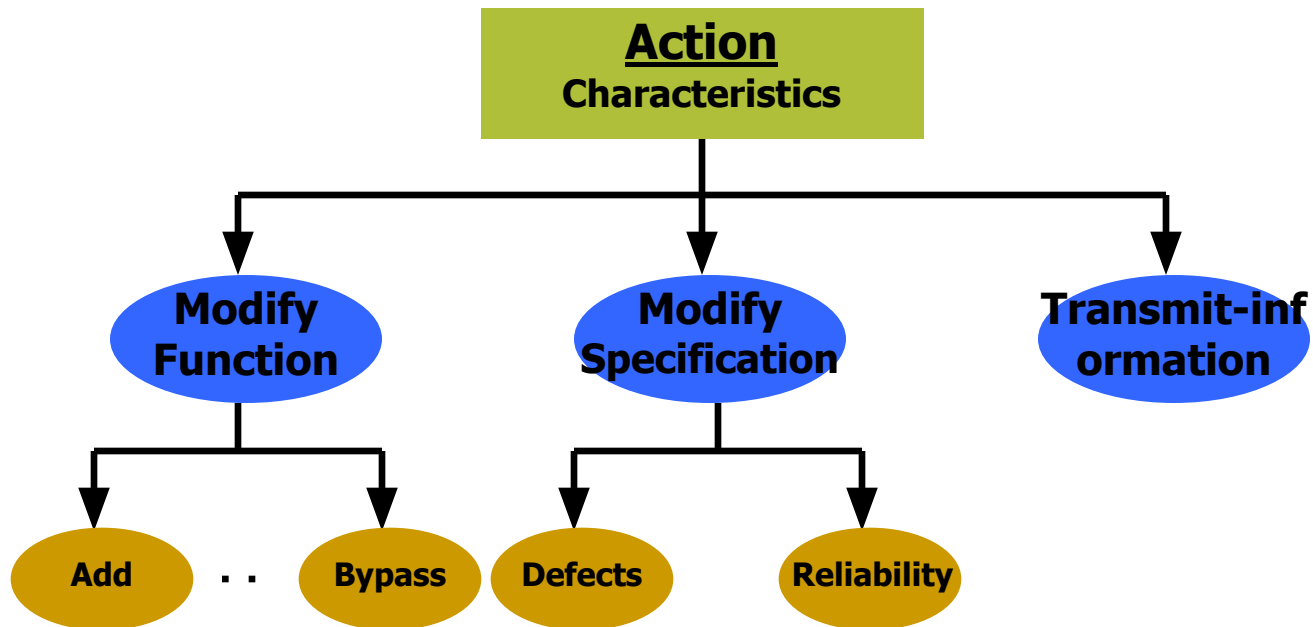 Action
Characteristics
Modify
Function
Modify
Specification
Transmit-inf
ormation
Add
. .
Bypass
Defects
Reliability